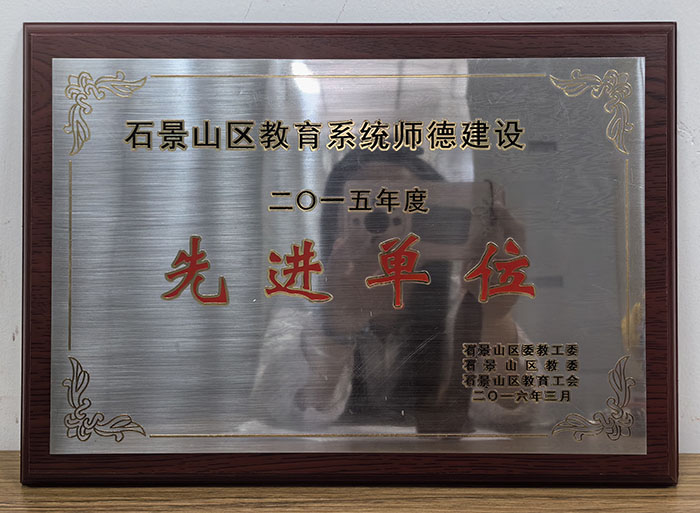 石景山区教育系统师德建设
二〇一五年度
先进单位
石景山区委教工委
石景山区教委
石景山区教育工会
二〇一六年三月